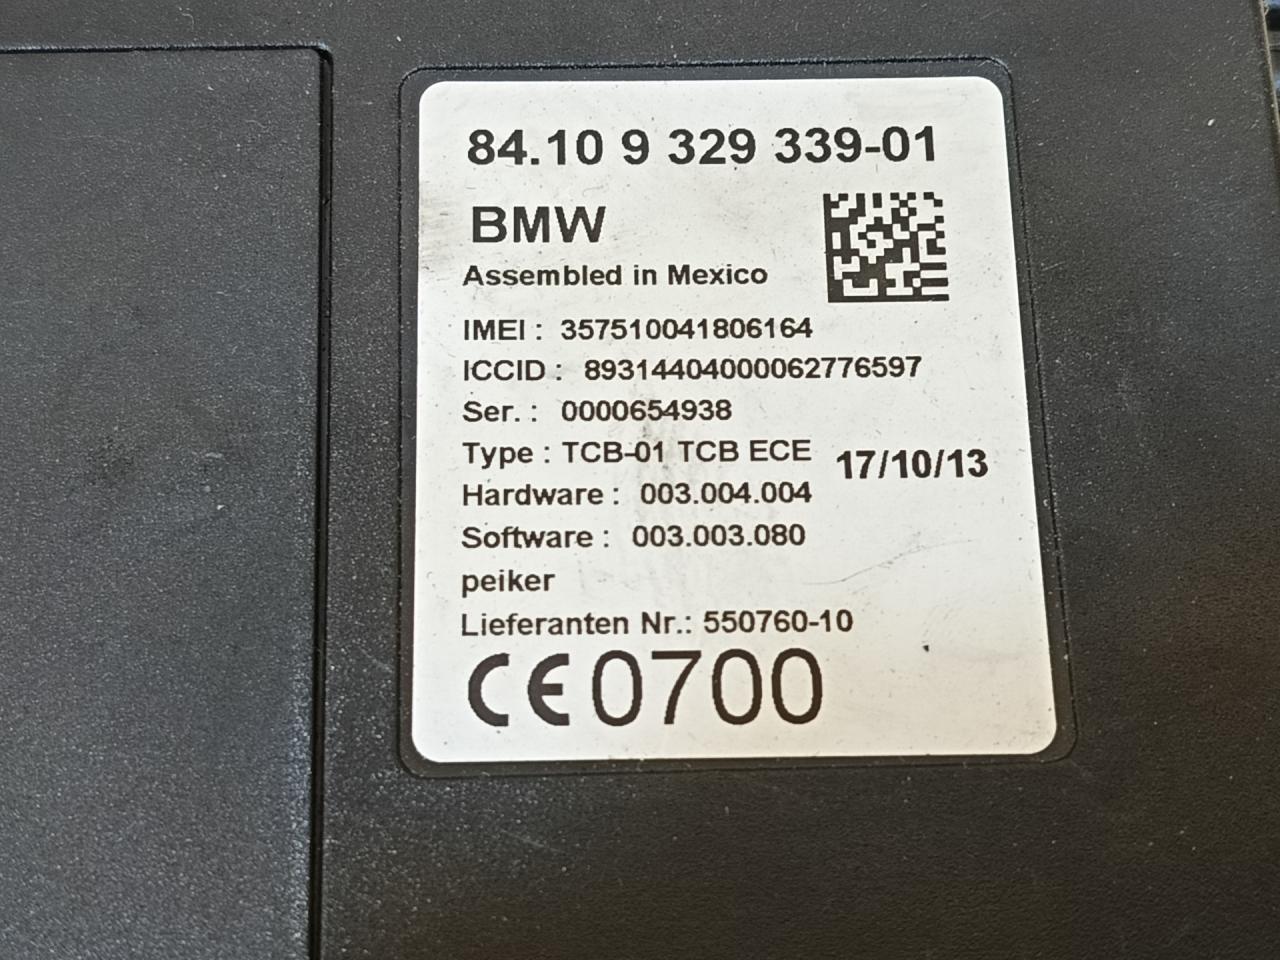 84.10 9 329 339-01
BMW
Assembled in Mexico
IMEI : 357510041806164
ICCID : 89314404000062776597
Ser. : 0000654938
Type : TCB-01 TCB ECE
17/10/13
Hardware : 003.004.004
Software : 003.003.080
peiker
Lieferanten Nr.: 550760-10
CE0700